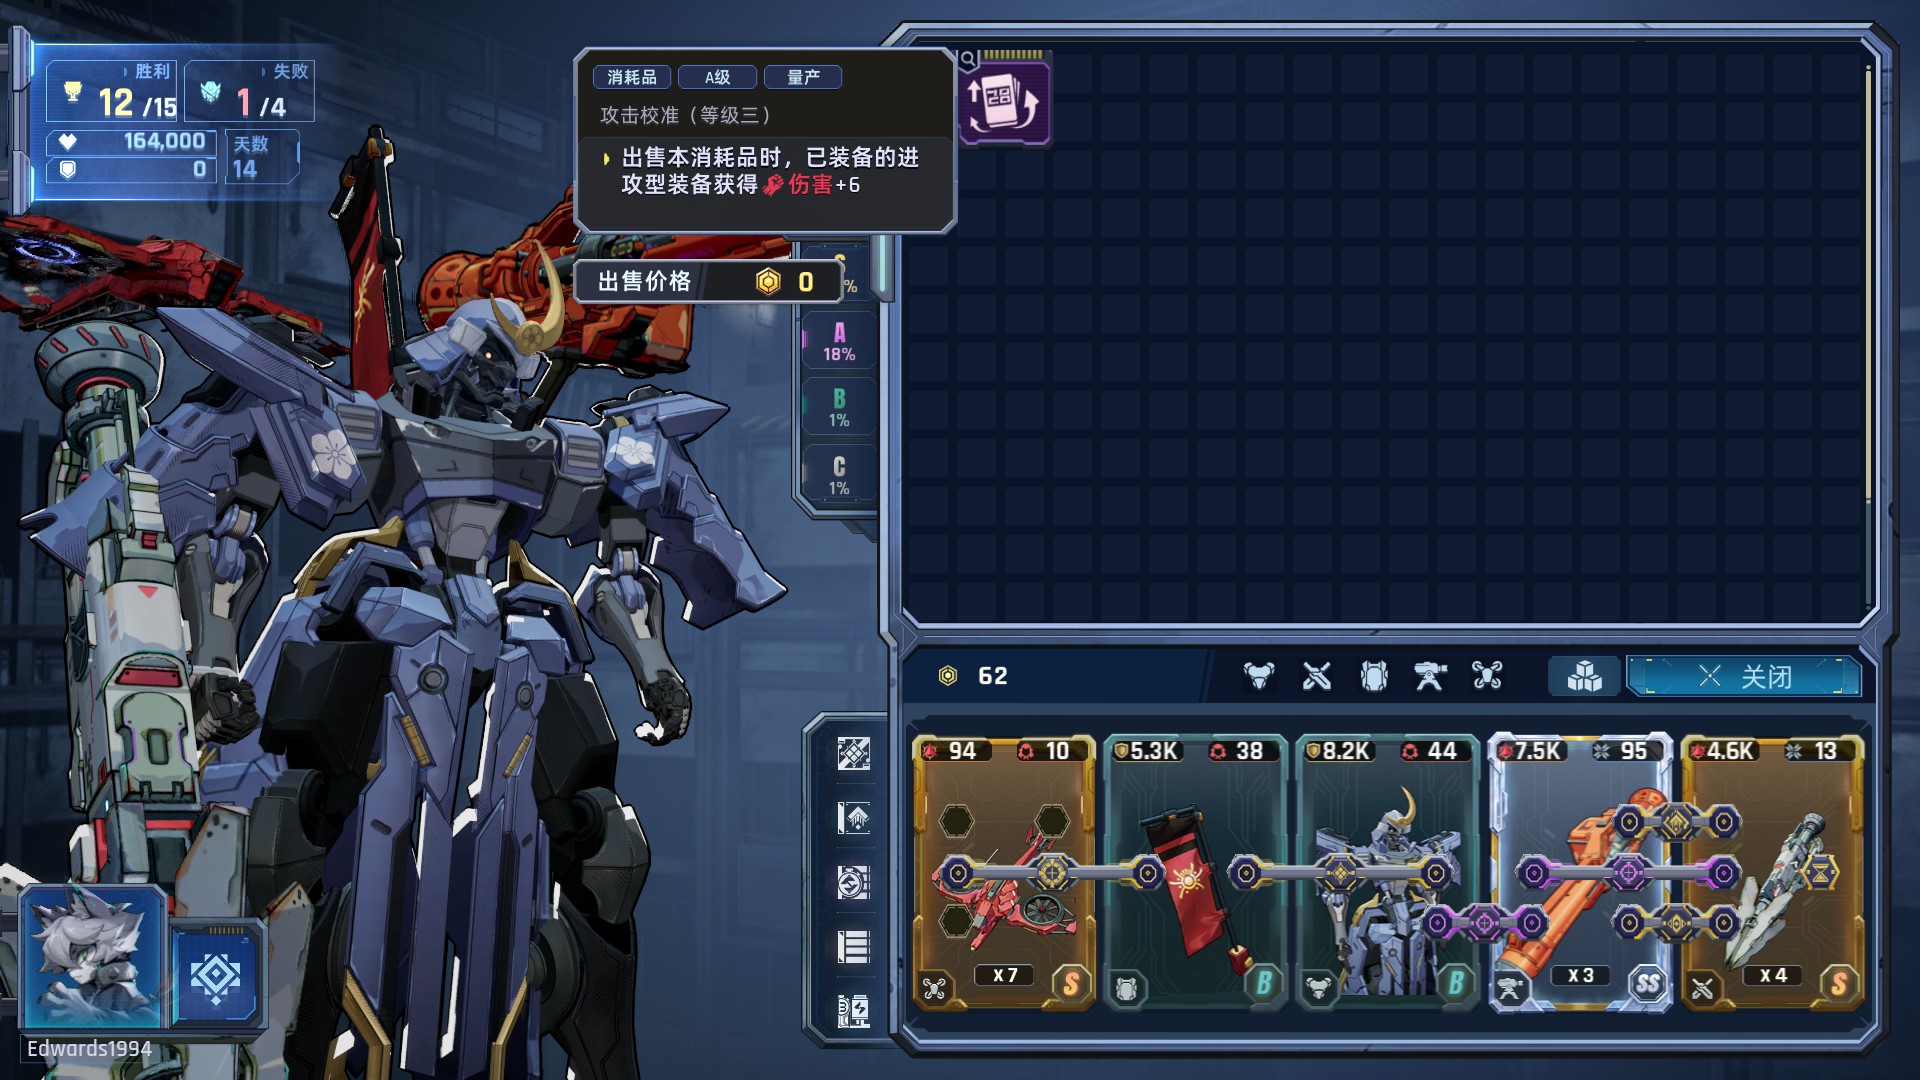 胜利
12/15
失败
1/4
164,000
0
天数
14
消耗品
A级
量产
攻击校准（等级三）
出售本消耗品时，已装备的进
攻型装备获得伤害+6
出售价格
0
%
A
18%
B
1%
C
1%
28
62
关闭
94
10
5.3K
38
8.2K
44
7.5K
95
4.6K
13
x7
S
B
B
x3
SS
x4
S
Edwards1994